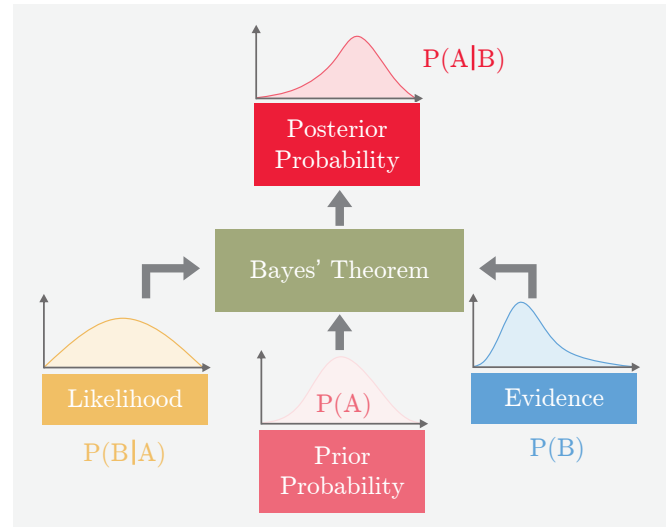 P(A|B)
Posterior
Probability
Bayes' Theorem
Likelihood
P(B|A)
P(A)
Prior
Probability
Evidence
P(B)